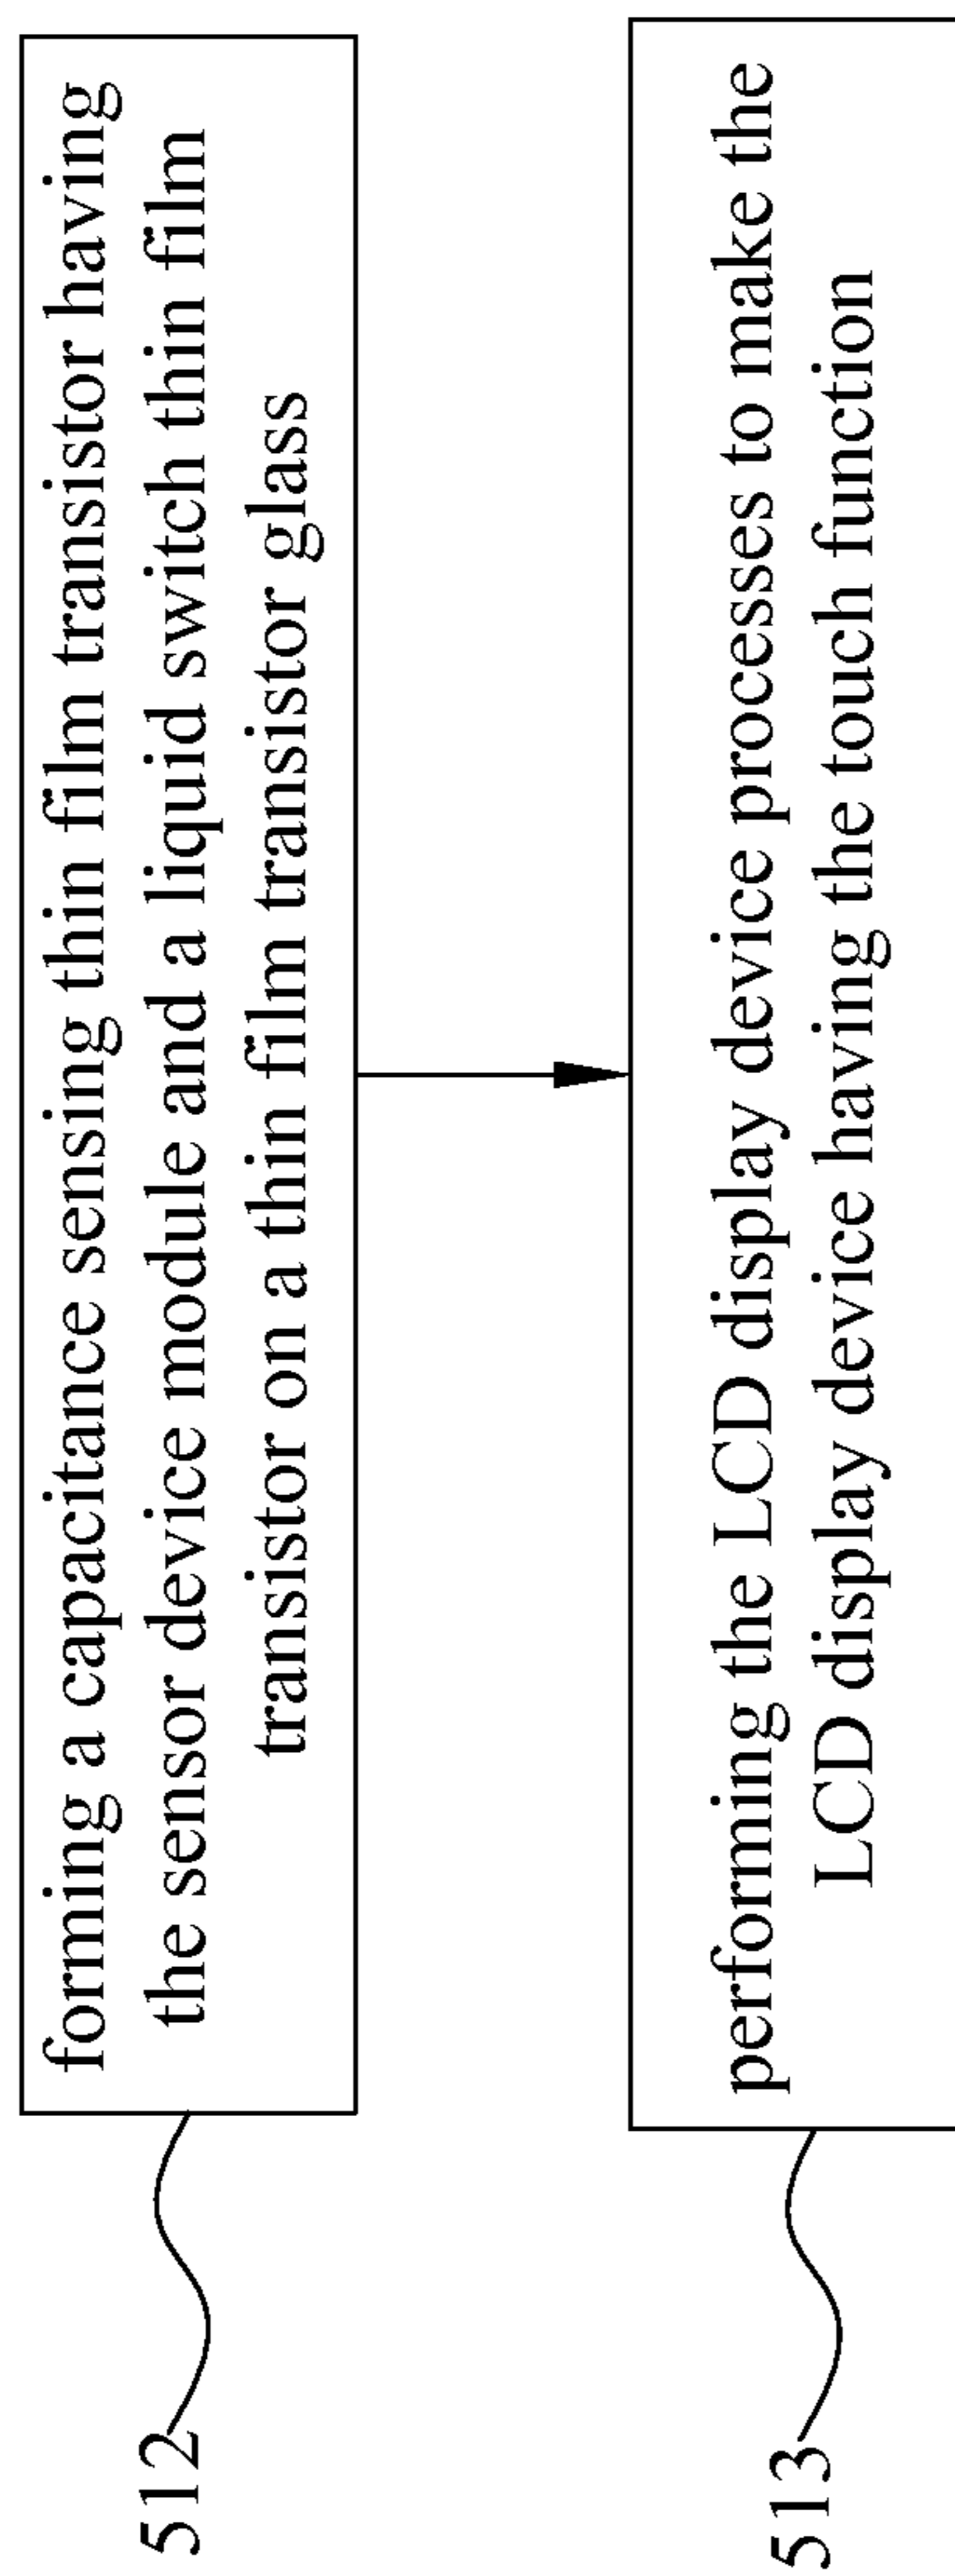 forming a capacitance sensing thin film transistor having
the sensor device module and a liquid switch thin film
transistor on a thin film transistor glass
512
performing the LCD display device processes to make the
LCD display device having the touch function
513